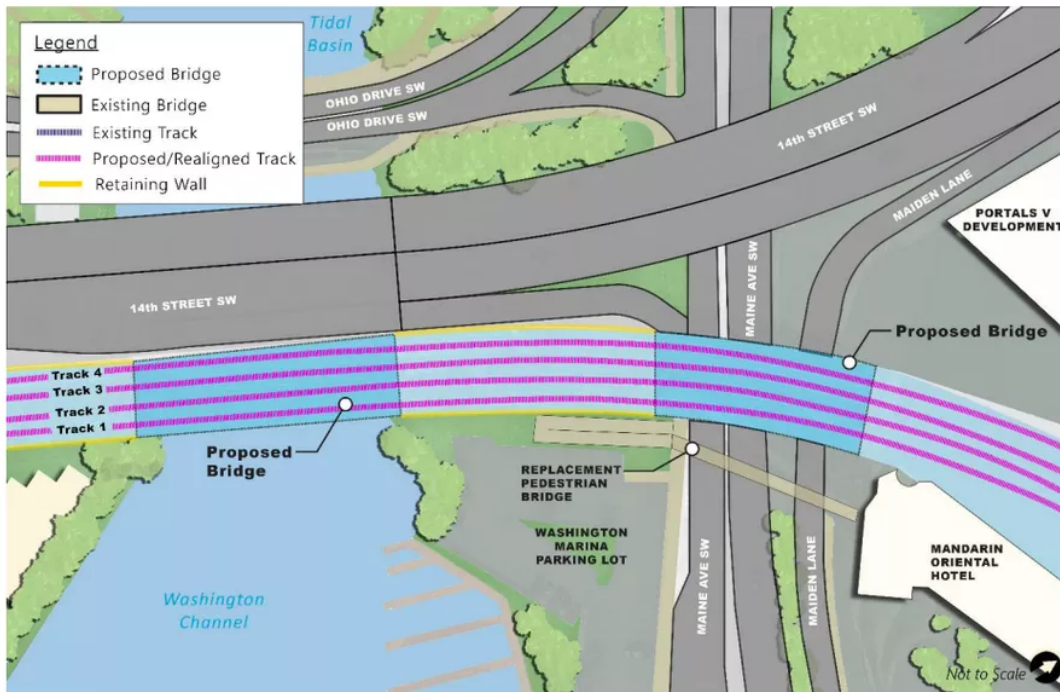 Legend
Proposed Bridge
Existing Bridge
Existing Track
Proposed/Realigned Track
Retaining Wall
Tidal
Basin
OHIO DRIVE SW
OHIO DRIVE SW
14th STREET SW
MAIDEN LANE
PORTALS V
DEVELOPMENT
MAINE AVE SW
14th STREET SW
Proposed Bridge
Track 4
Track 3
Track 2
Track 1
Proposed
Bridge
REPLACEMENT
PEDESTRIAN
BRIDGE
WASHINGTON
MARINA
PARKING LOT
MAINE AVE SW
MAIDEN LANE
MANDARIN
ORIENTAL
HOTEL
Washington
Channel
Not to Scale